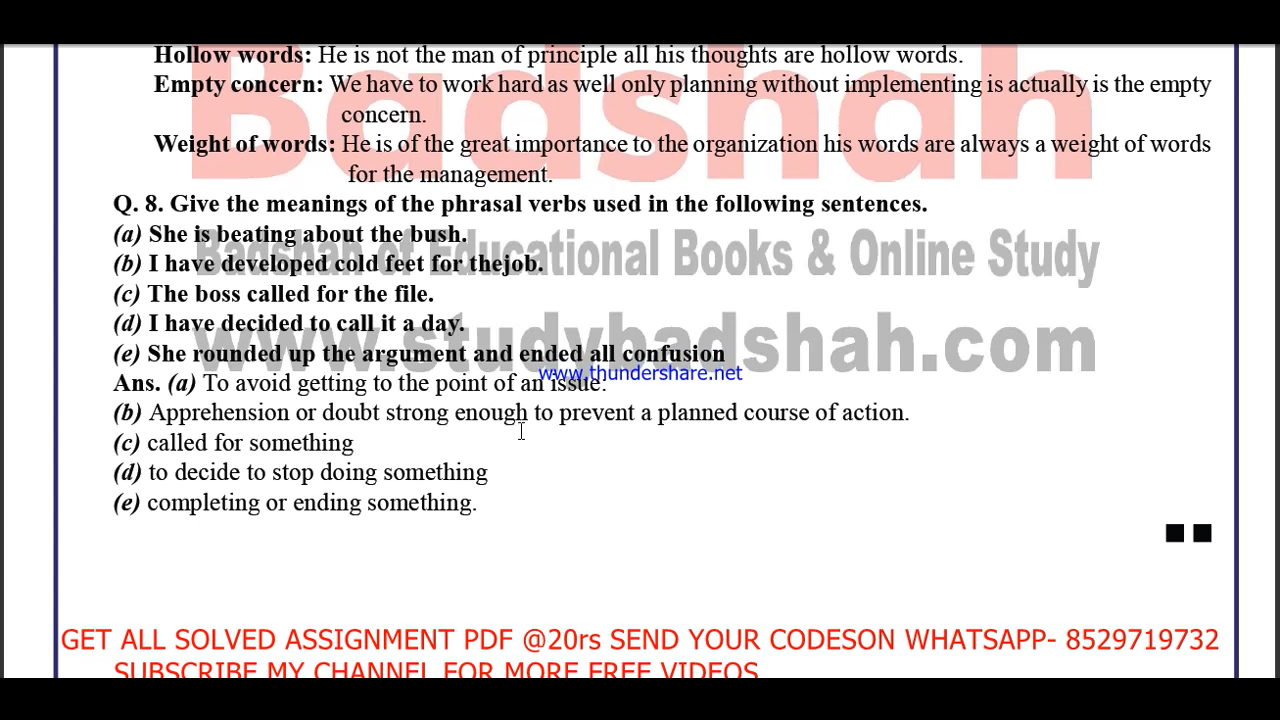 Hollow words: He is not the man of principle all his thoughts are hollow words.
Empty concern: We have to work hard as well only planning without implementing is actually is the empty
concern.
Weight of words: He is of the great importance to the organization his words are always a weight of words
for the management.
Q. 8. Give the meanings of the phrasal verbs used in the following sentences.
(a) She is beating about the bush.
(b) I have developed cold feet for thejob.
(c) The boss called for the file.
(d) I have decided to call it a day.
(e) She rounded up the argument and ended all confusion
Ans. (a) To avoid getting to the point of an issue.
(b) Apprehension or doubt strong enough to prevent a planned course of action.
(c) called for something
(d) to decide to stop doing something
(e) completing or ending something.
Badshah
Badshah of Educational Books & Online Study
www.studybadshah.com
www.thundershare.net
GET ALL SOLVED ASSIGNMENT PDF @20rs SEND YOUR CODESON WHATSAPP- 8529719732
SUBSCRIBE MY CHANNEL FOR MORE FREE VIDEOS